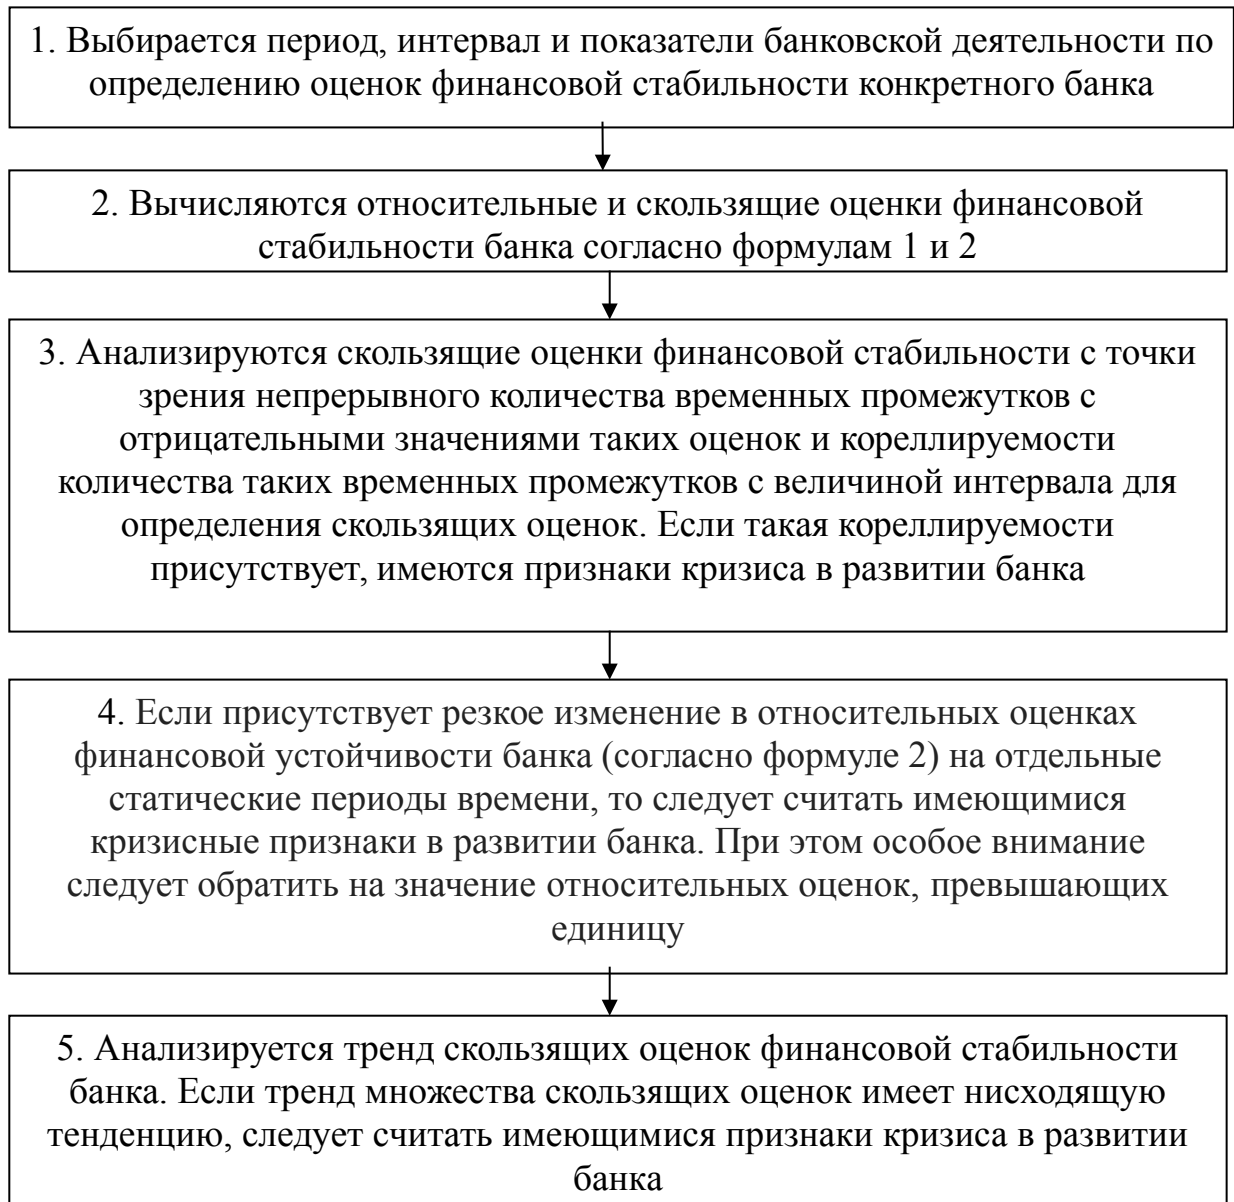 1. Выбирается период, интервал и показатели банковской деятельности по
определению оценок финансовой стабильности конкретного банка
2. Вычисляются относительные и скользящие оценки финансовой
стабильности банка согласно формулам 1 и 2
3. Анализируются скользящие оценки финансовой стабильности с точки
зрения непрерывного количества временных промежутков с
отрицательными значениями таких оценок и кореллируемости
количества таких временных промежутков с величиной интервала для
определения скользящих оценок. Если такая кореллируемости
присутствует, имеются признаки кризиса в развитии банка
4. Если присутствует резкое изменение в относительных оценках
финансовой устойчивости банка (согласно формуле 2) на отдельные
статические периоды времени, то следует считать имеющимися
кризисные признаки в развитии банка. При этом особое внимание
следует обратить на значение относительных оценок, превышающих
единицу
5. Анализируется тренд скользящих оценок финансовой стабильности
банка. Если тренд множества скользящих оценок имеет нисходящую
тенденцию, следует считать имеющимися признаки кризиса в развитии
банка